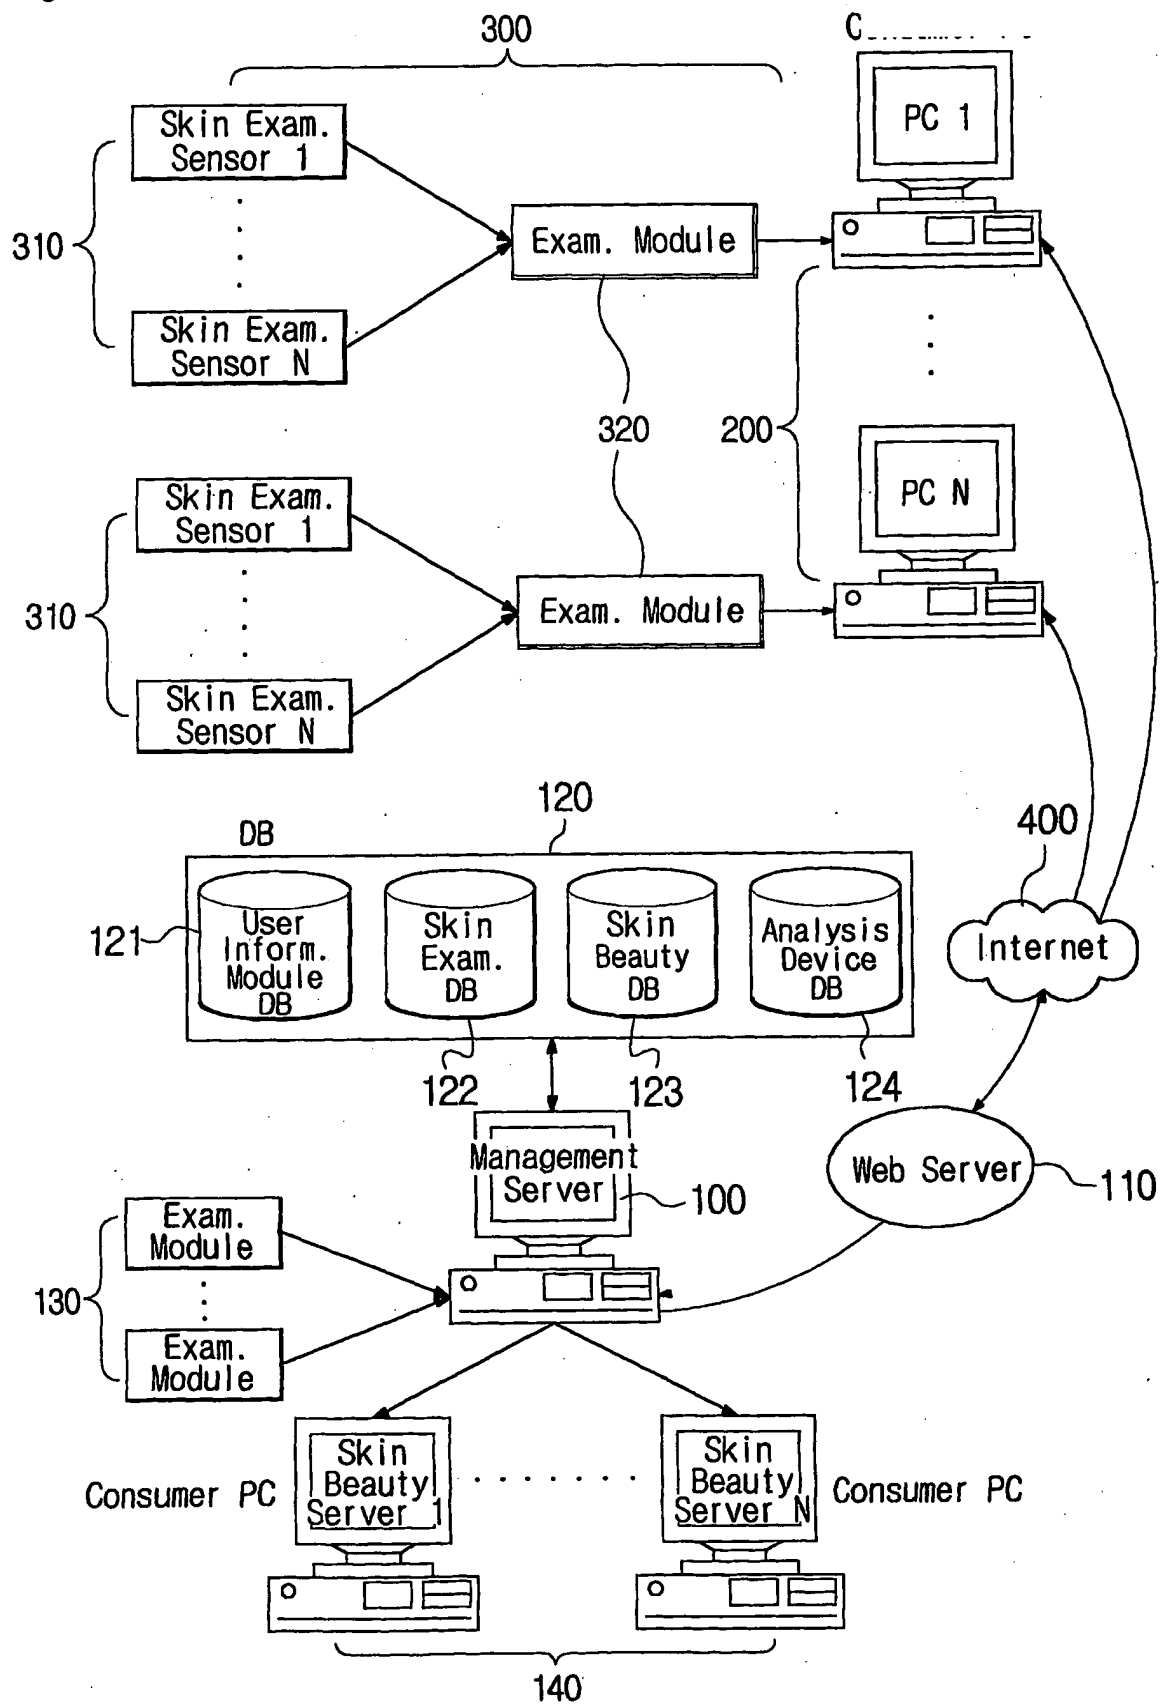 300
PC 1
Skin Exam.
Sensor 1
310
Exam. Module
Skin Exam.
Sensor N
320
200
PC N
Skin Exam.
Sensor 1
310
Exam. Module
Skin Exam.
Sensor N
120
DB
400
121
User
Inform.
Module
DB
Skin
Exam.
DB
Skin
Beauty
DB
Analysis
Device
DB
Internet
122
123
124
Management
Server
100
Web Server
110
Exam.
Module
130
Exam.
Module
Consumer PC
Skin
Beauty
Server 1
Skin
Beauty
Server N
Consumer PC
140